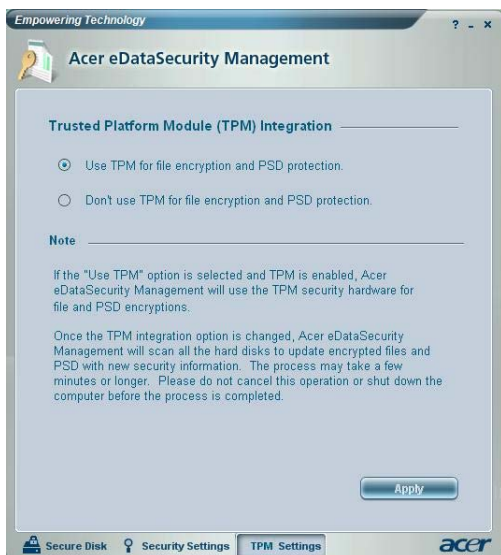 Empowering Technology
? - x
Acer eDataSecurity Management
Trusted Platform Module (TPM) Integration
Use TPM for file encryption and PSD protection.
Don't use TPM for file encryption and PSD protection.
Note
If the "Use TPM" option is selected and TPM is enabled, Acer
eDataSecurity Management will use the TPM security hardware for
file and PSD encryptions.
Once the TPM integration option is changed, Acer eDataSecurity
Management will scan all the hard disks to update encrypted files and
PSD with new security information. The process may take a few
minutes or longer. Please do not cancel this operation or shut down the
computer before the process is completed.
Apply
Secure Disk Security Settings TPM Settings acer